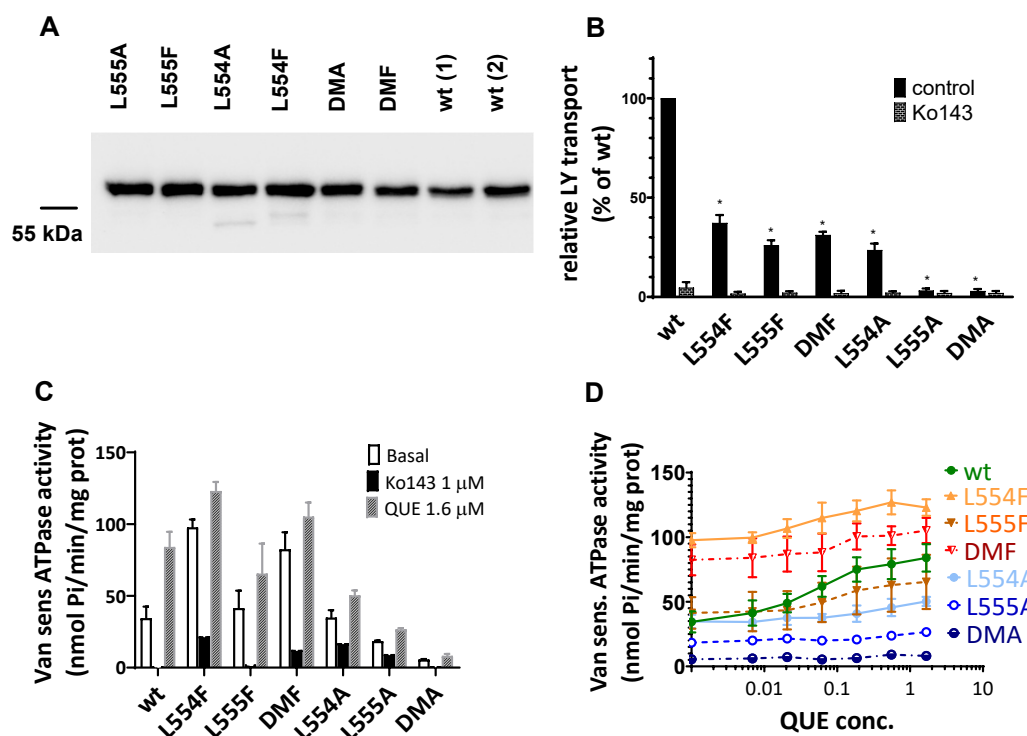 A
L555A
L555F
L554A
L554F
DMA
DMF
wt (1)
wt (2)
55 kDa
B
relative LY transport
(% of wt)
100
50
0
control
Ko143
*
*
*
*
*
*
wt
L554F
L555F
DMF
L554A
L555A
DMA
C
Van sens ATPase activity
(nmol Pi/min/mg prot)
150
100
50
0
Basal
Ko143 1 µM
QUE 1.6 µM
wt
L554F
L555F
DMF
L554A
L555A
DMA
D
Van sens. ATPase activity
(nmol Pi/min/mg prot)
150
100
50
0
0.01
0.1
1
10
QUE conc.
wt
L554F
L555F
DMF
L554A
L555A
DMA